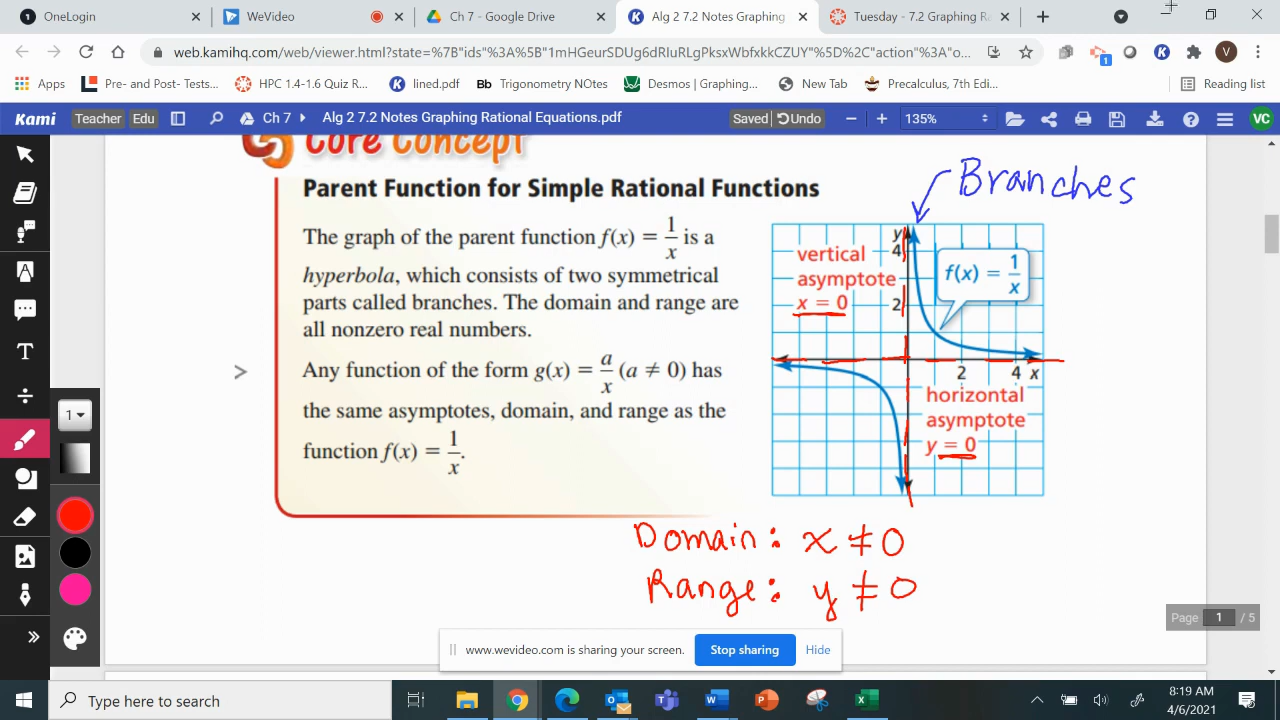 OneLogin
WeVideo
Ch 7 - Google Drive
Alg 2 7.2 Notes Graphing
Tuesday - 7.2 Graphing R
web.kamihq.com/web/viewer.html?state=%7B"ids"%3A%5B"1mHGeurSDUg6dRIuRLgPksxWbfxkkCZUY"%5D%2C"action"%3A"o...
1
V
Apps
Pre- and Post- Tests...
HPC 1.4-1.6 Quiz R...
lined.pdf
Bb Trigonometry NOtes
Desmos | Graphing...
New Tab
Precalculus, 7th Edi...
Reading list
Kami
Teacher
Edu
Ch 7
Alg 2 7.2 Notes Graphing Rational Equations.pdf
Saved
Undo
135%
VC
Core Concept
Branches
Parent Function for Simple Rational Functions
The graph of the parent function f(x) = 1/x is a
hyperbola, which consists of two symmetrical
parts called branches. The domain and range are
all nonzero real numbers.
Any function of the form g(x) = a/x (a ≠ 0) has
the same asymptotes, domain, and range as the
function f(x) = 1/x.
y
4
2
vertical
asymptote
x = 0
f(x) = 1/x
2
4
x
horizontal
asymptote
y = 0
Domain: x ≠ 0
Range: y ≠ 0
1
Page 1 / 5
www.wevideo.com is sharing your screen.
Stop sharing
Hide
Type here to search
8:19 AM
4/6/2021